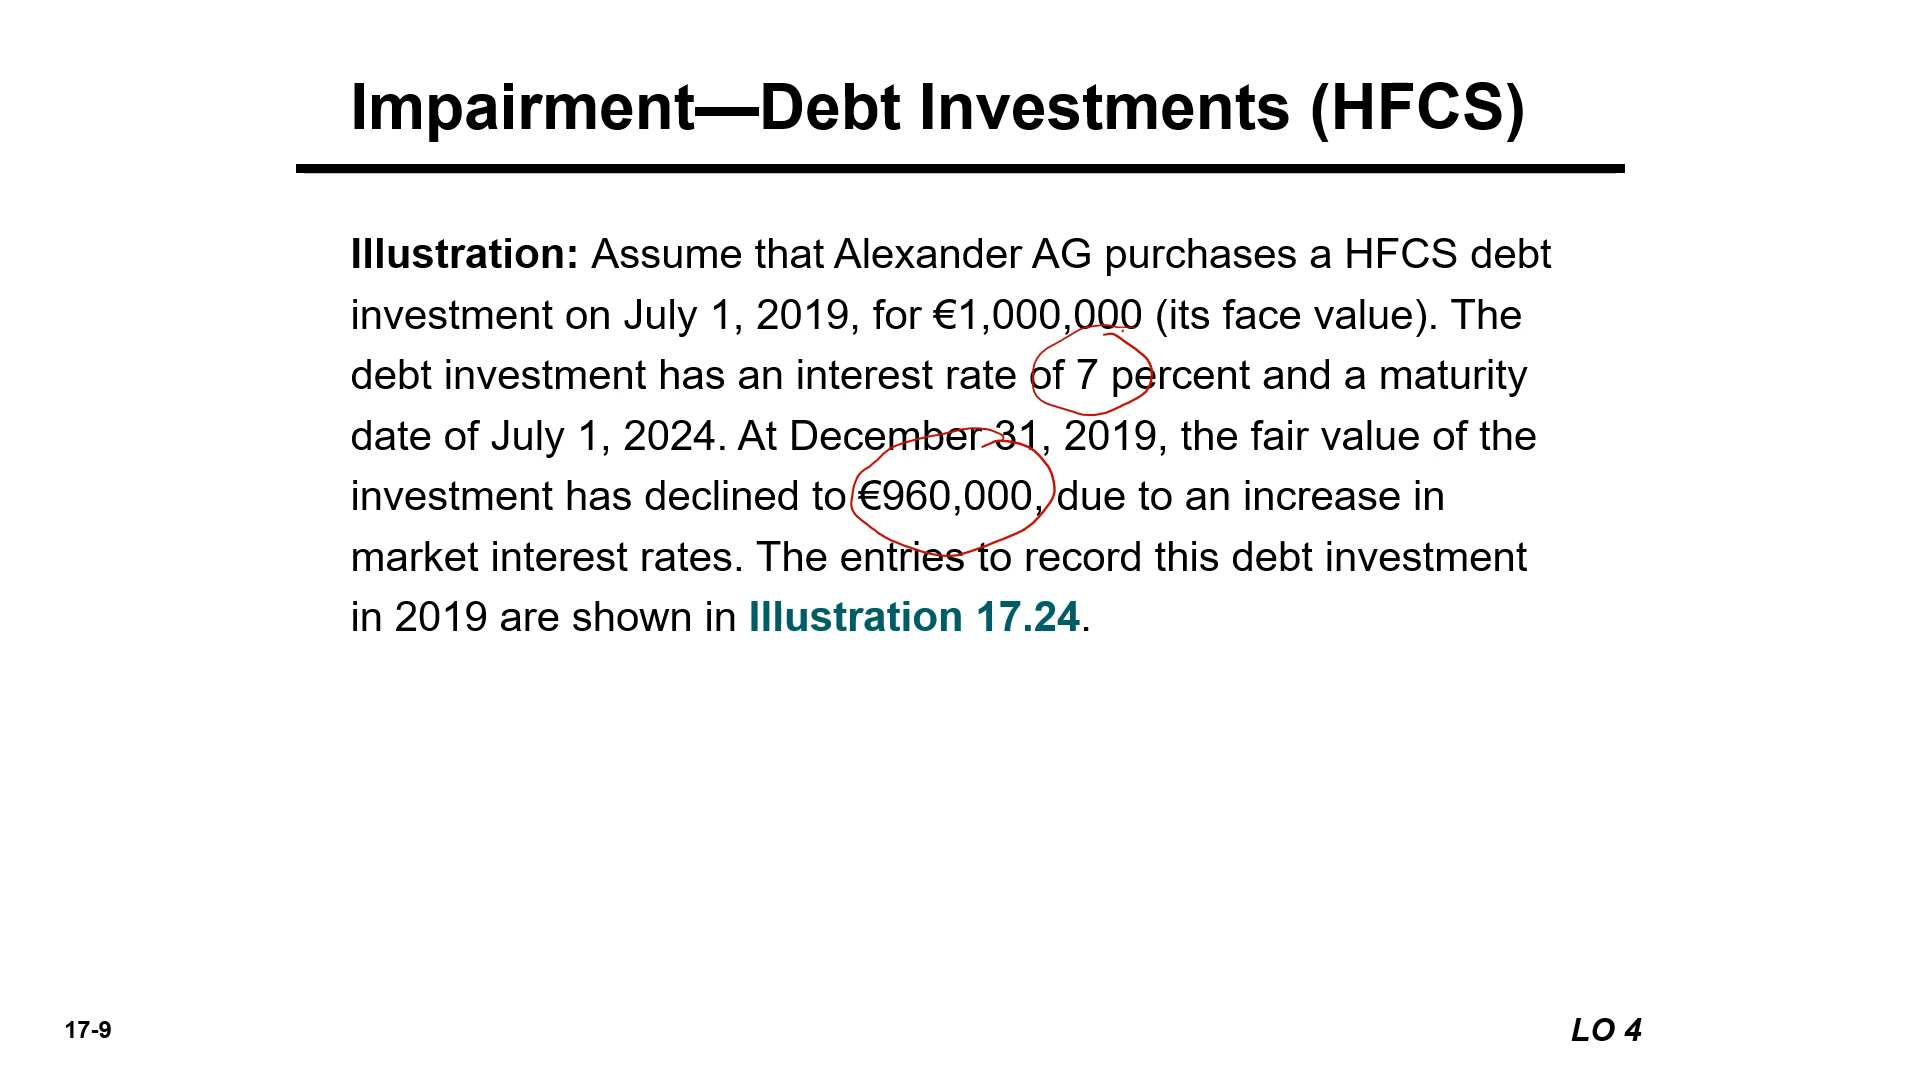 Impairment—Debt Investments (HFCS)
Illustration: Assume that Alexander AG purchases a HFCS debt
investment on July 1, 2019, for €1,000,000 (its face value). The
debt investment has an interest rate of 7 percent and a maturity
date of July 1, 2024. At December 31, 2019, the fair value of the
investment has declined to €960,000, due to an increase in
market interest rates. The entries to record this debt investment
in 2019 are shown in Illustration 17.24.
17-9
LO 4